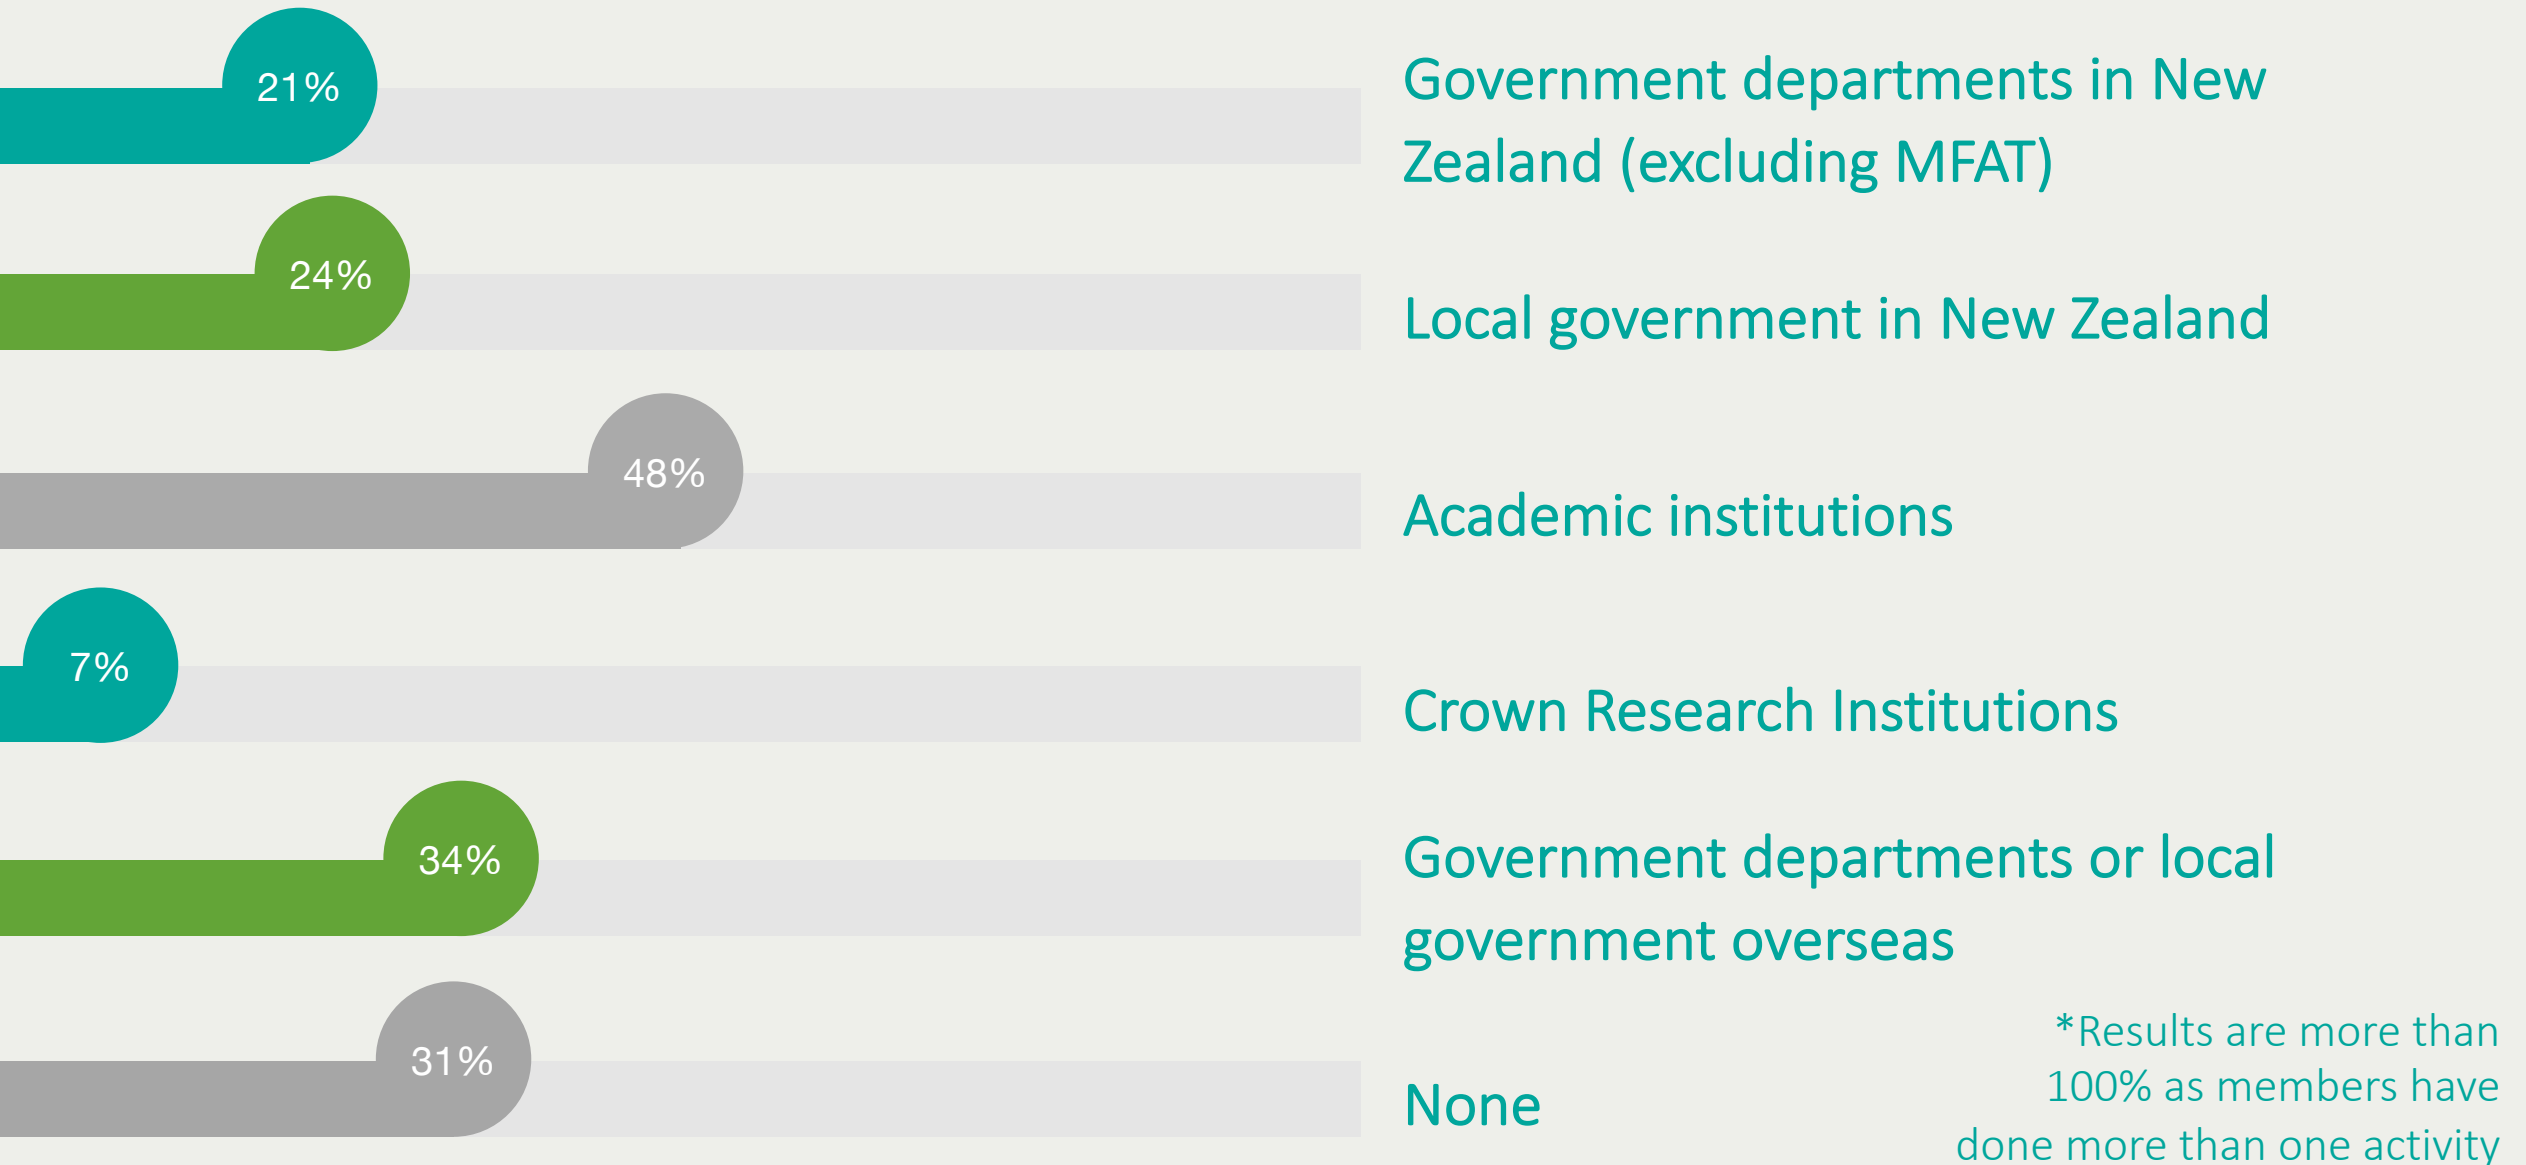 21%
Government departments in New
Zealand (excluding MFAT)
24%
Local government in New Zealand
48%
Academic institutions
7%
Crown Research Institutions
34%
Government departments or local
government overseas
31%
None
*Results are more than
100% as members have
done more than one activity